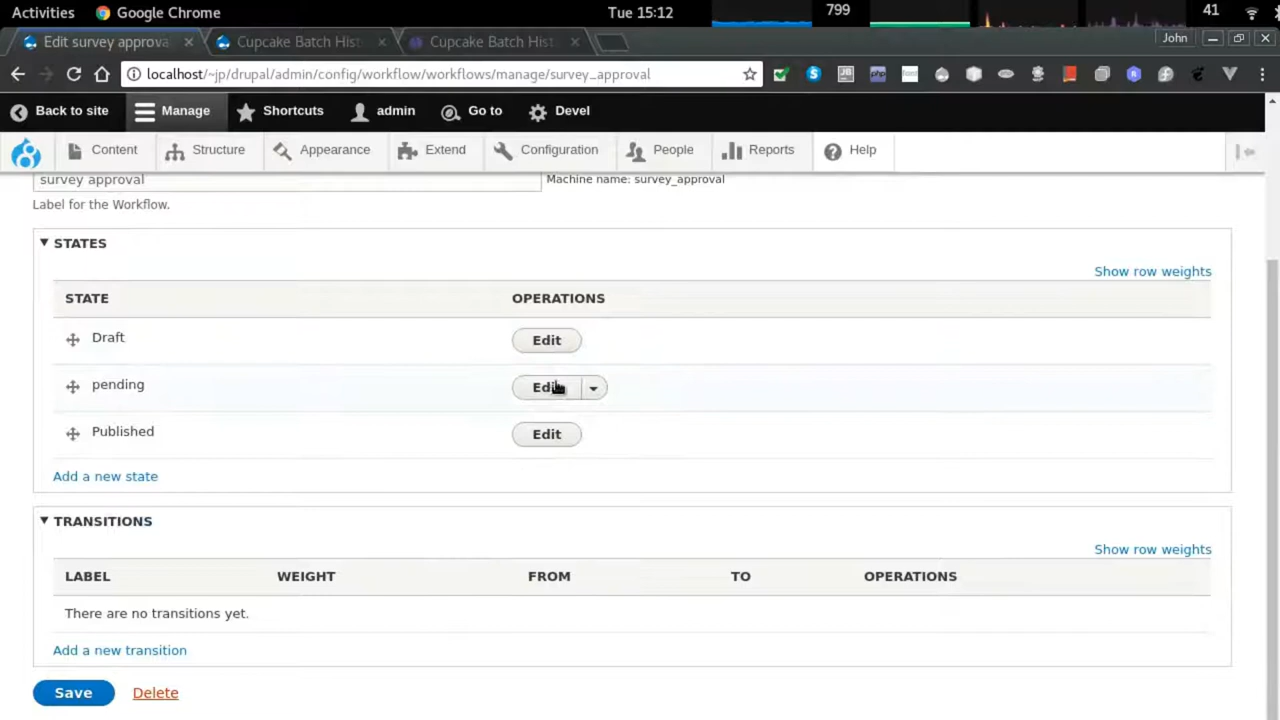 Activities Google Chrome Tue 15:12 799 41
Edit survey approva Cupcake Batch Hist Cupcake Batch Hist John
localhost/~jp/drupal/admin/config/workflow/workflows/manage/survey_approval
Back to site Manage Shortcuts admin Go to Devel
Content Structure Appearance Extend Configuration People Reports Help
survey approval Machine name: survey_approval
Label for the Workflow.
STATES
Show row weights
STATE OPERATIONS
Draft Edit
pending Edit
Published Edit
Add a new state
TRANSITIONS
Show row weights
LABEL WEIGHT FROM TO OPERATIONS
There are no transitions yet.
Add a new transition
Save Delete